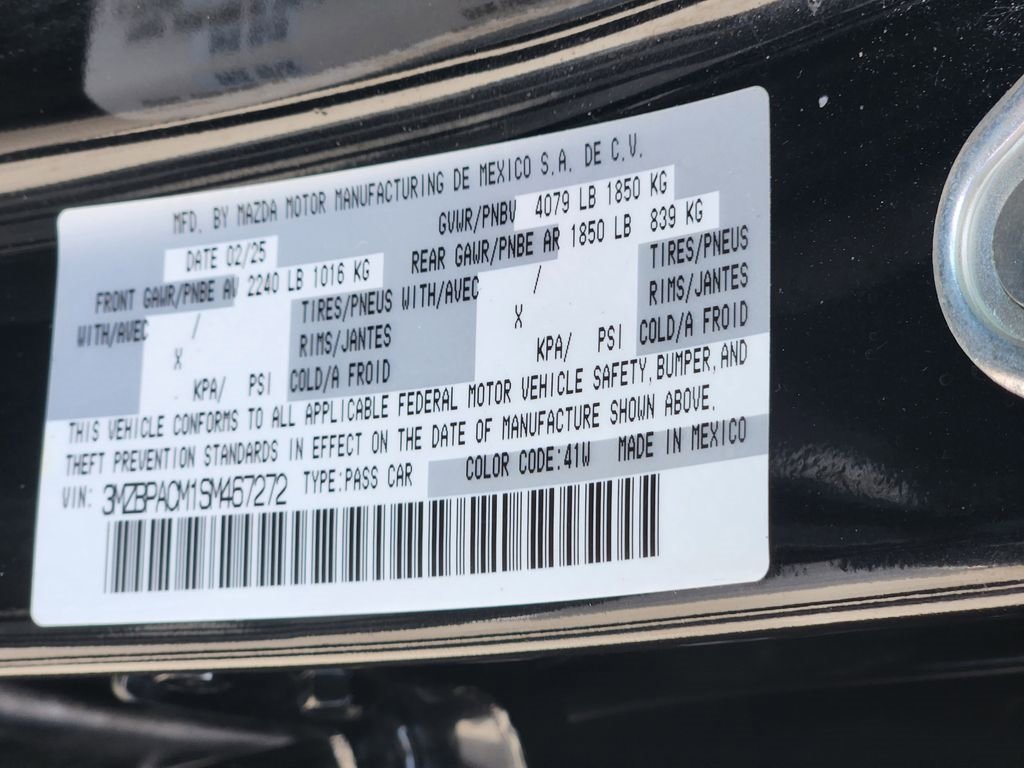 MFD. BY MAZDA MOTOR MANUFACTURING DE MEXICO S.A. DE C.V.
DATE 02/25 GVWR/PNBV 4079 LB 1850 KG
FRONT GAWR/PNBE AV 2240 LB 1016 KG REAR GAWR/PNBE AR 1850 LB 839 KG
WITH/AVEC / TIRES/PNEUS WITH/AVEC / TIRES/PNEUS
X RIMS/JANTES X RIMS/JANTES
KPA/ PSI COLD/A FROID KPA/ PSI COLD/A FROID
THIS VEHICLE CONFORMS TO ALL APPLICABLE FEDERAL MOTOR VEHICLE SAFETY, BUMPER, AND
THEFT PREVENTION STANDARDS IN EFFECT ON THE DATE OF MANUFACTURE SHOWN ABOVE.
VIN: 3MZBPACM1SM467272 TYPE:PASS CAR COLOR CODE:41W MADE IN MEXICO